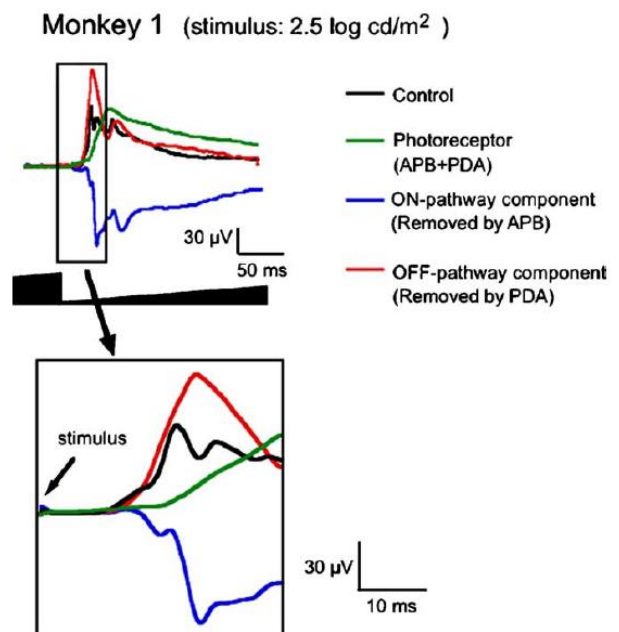 Monkey 1 (stimulus: 2.5 log cd/m² )
Control
Photoreceptor
(APB+PDA)
ON-pathway component
(Removed by APB)
OFF-pathway component
(Removed by PDA)
30 µV
50 ms
stimulus
30 µV
10 ms